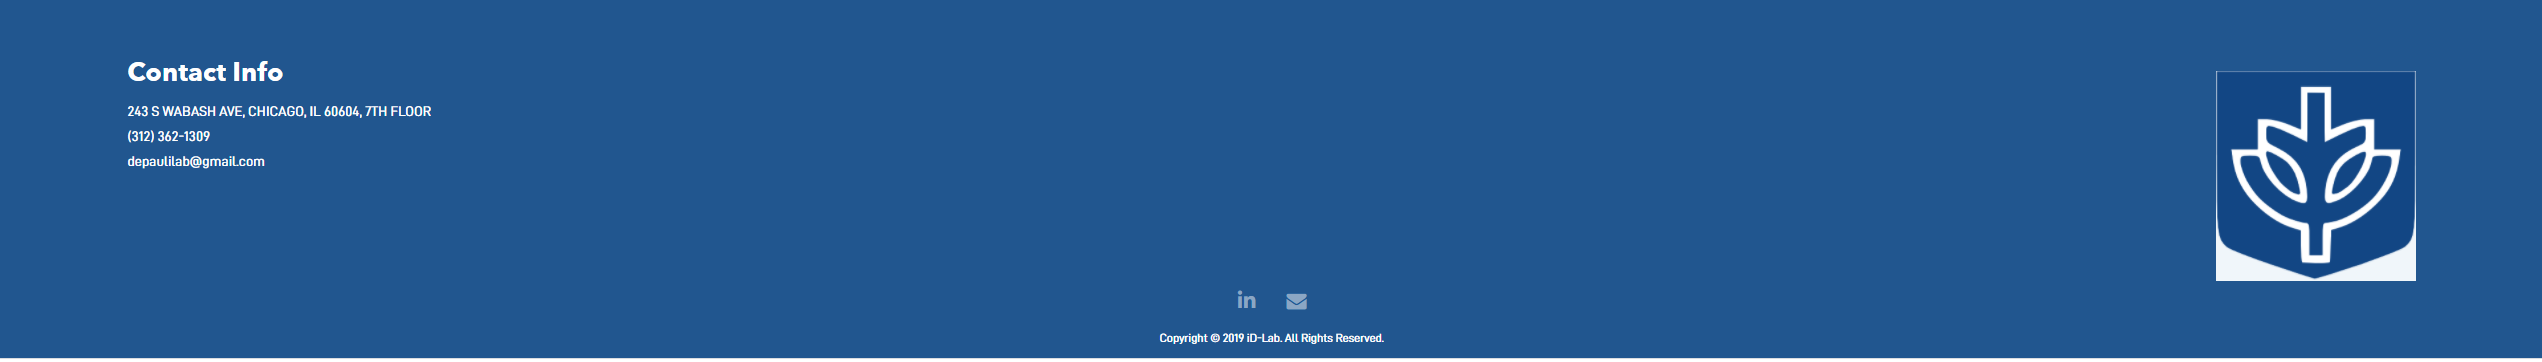 Contact Info
243 S WABASH AVE, CHICAGO, IL 60604, 7TH FLOOR
(312) 362-1309
depaulilab@gmail.com
in
Copyright © 2019 iD-Lab. All Rights Reserved.